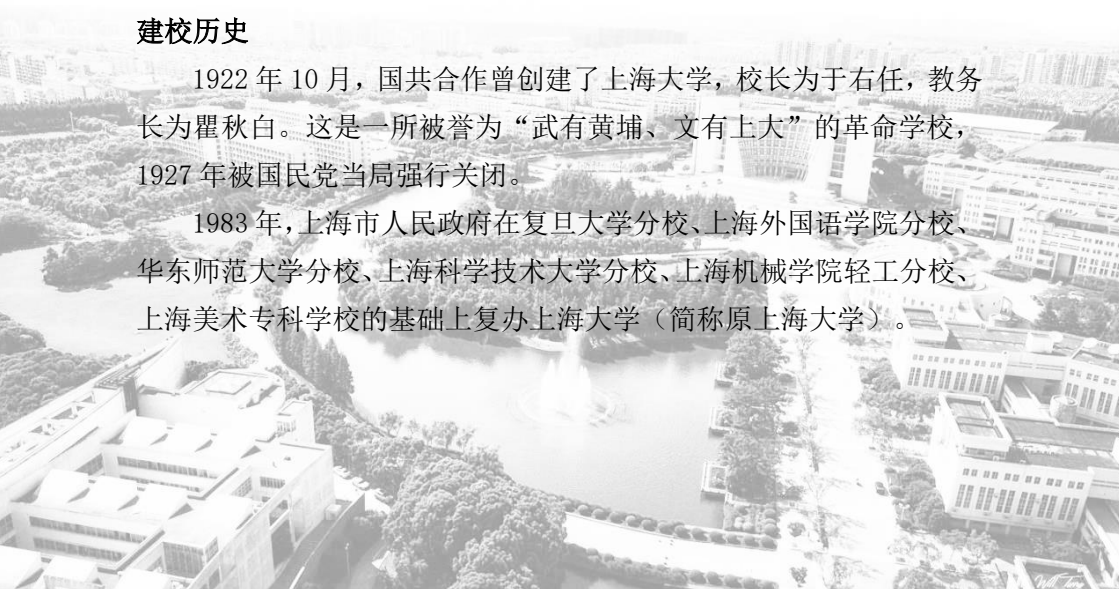 建校历史
1922 年 10 月，国共合作曾创建了上海大学，校长为于右任，教务
长为瞿秋白。这是一所被誉为“武有黄埔、文有上大”的革命学校，
1927 年被国民党当局强行关闭。
1983 年，上海市人民政府在复旦大学分校、上海外国语学院分校、
华东师范大学分校、上海科学技术大学分校、上海机械学院轻工分校、
上海美术专科学校的基础上复办上海大学（简称原上海大学）。